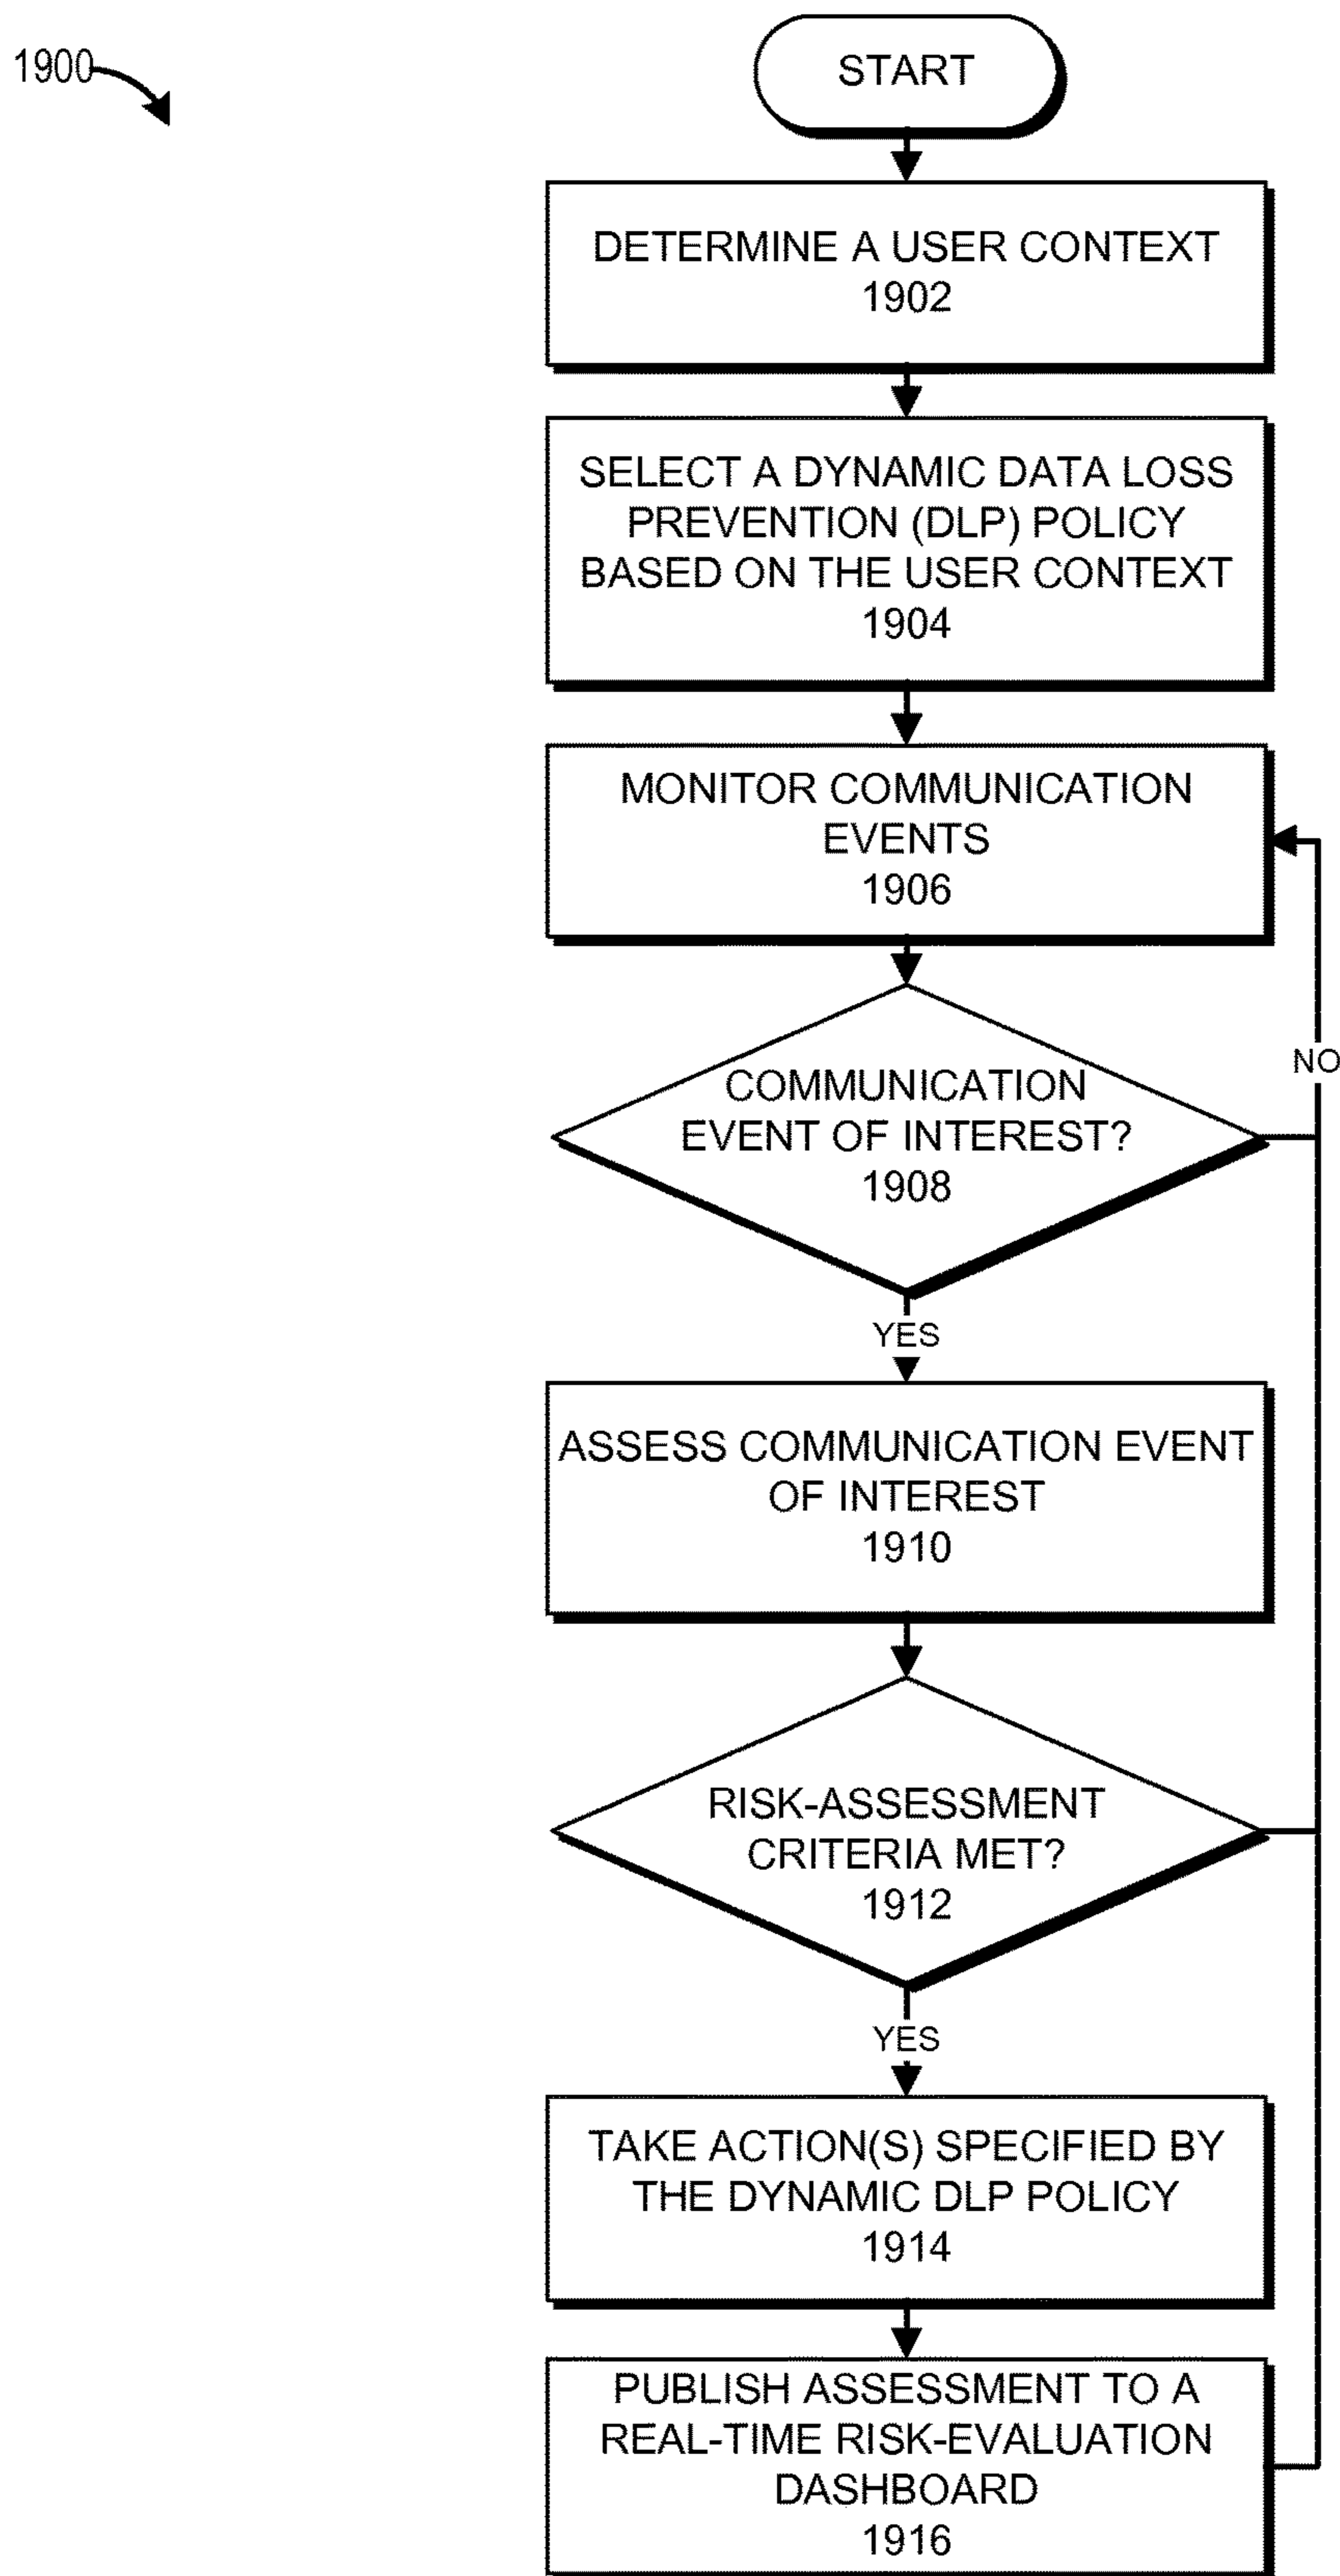 1900
START
DETERMINE A USER CONTEXT
1902
SELECT A DYNAMIC DATA LOSS
PREVENTION (DLP) POLICY
BASED ON THE USER CONTEXT
1904
MONITOR COMMUNICATION
EVENTS
1906
NO
COMMUNICATION
EVENT OF INTEREST?
1908
YES
ASSESS COMMUNICATION EVENT
OF INTEREST
1910
RISK-ASSESSMENT
CRITERIA MET?
1912
YES
TAKE ACTION(S) SPECIFIED BY
THE DYNAMIC DLP POLICY
1914
PUBLISH ASSESSMENT TO A
REAL-TIME RISK-EVALUATION
DASHBOARD
1916